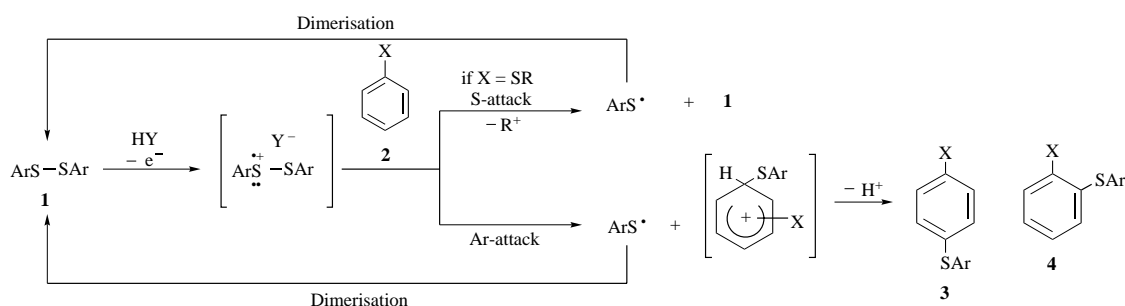 Dimerisation
X
if X = SR
S-attack
– R⁺
ArS• + 1
HY
– e⁻
Y⁻
ArS–SAr
1
ArS•⁺–SAr
2
H SAr
+
X
– H⁺
X
SAr
3
X
SAr
4
Ar-attack
ArS• +
Dimerisation